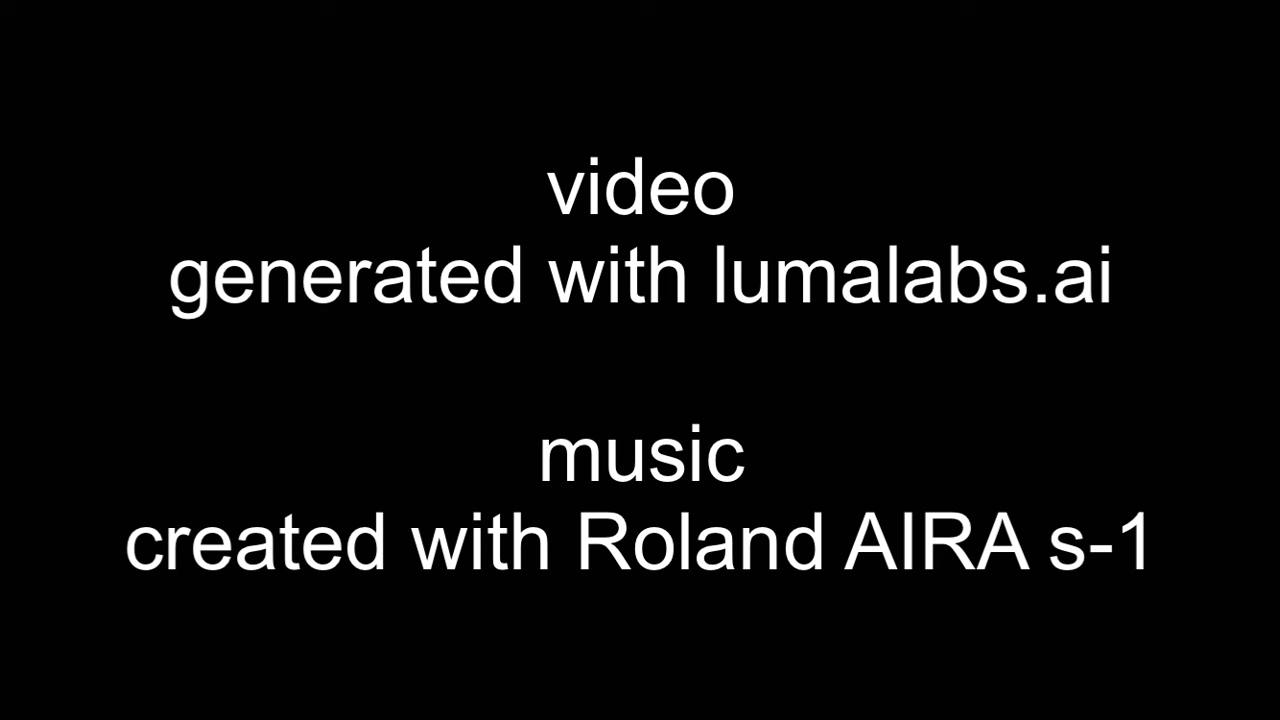 video
generated with lumalabs.ai
music
created with Roland AIRA s-1